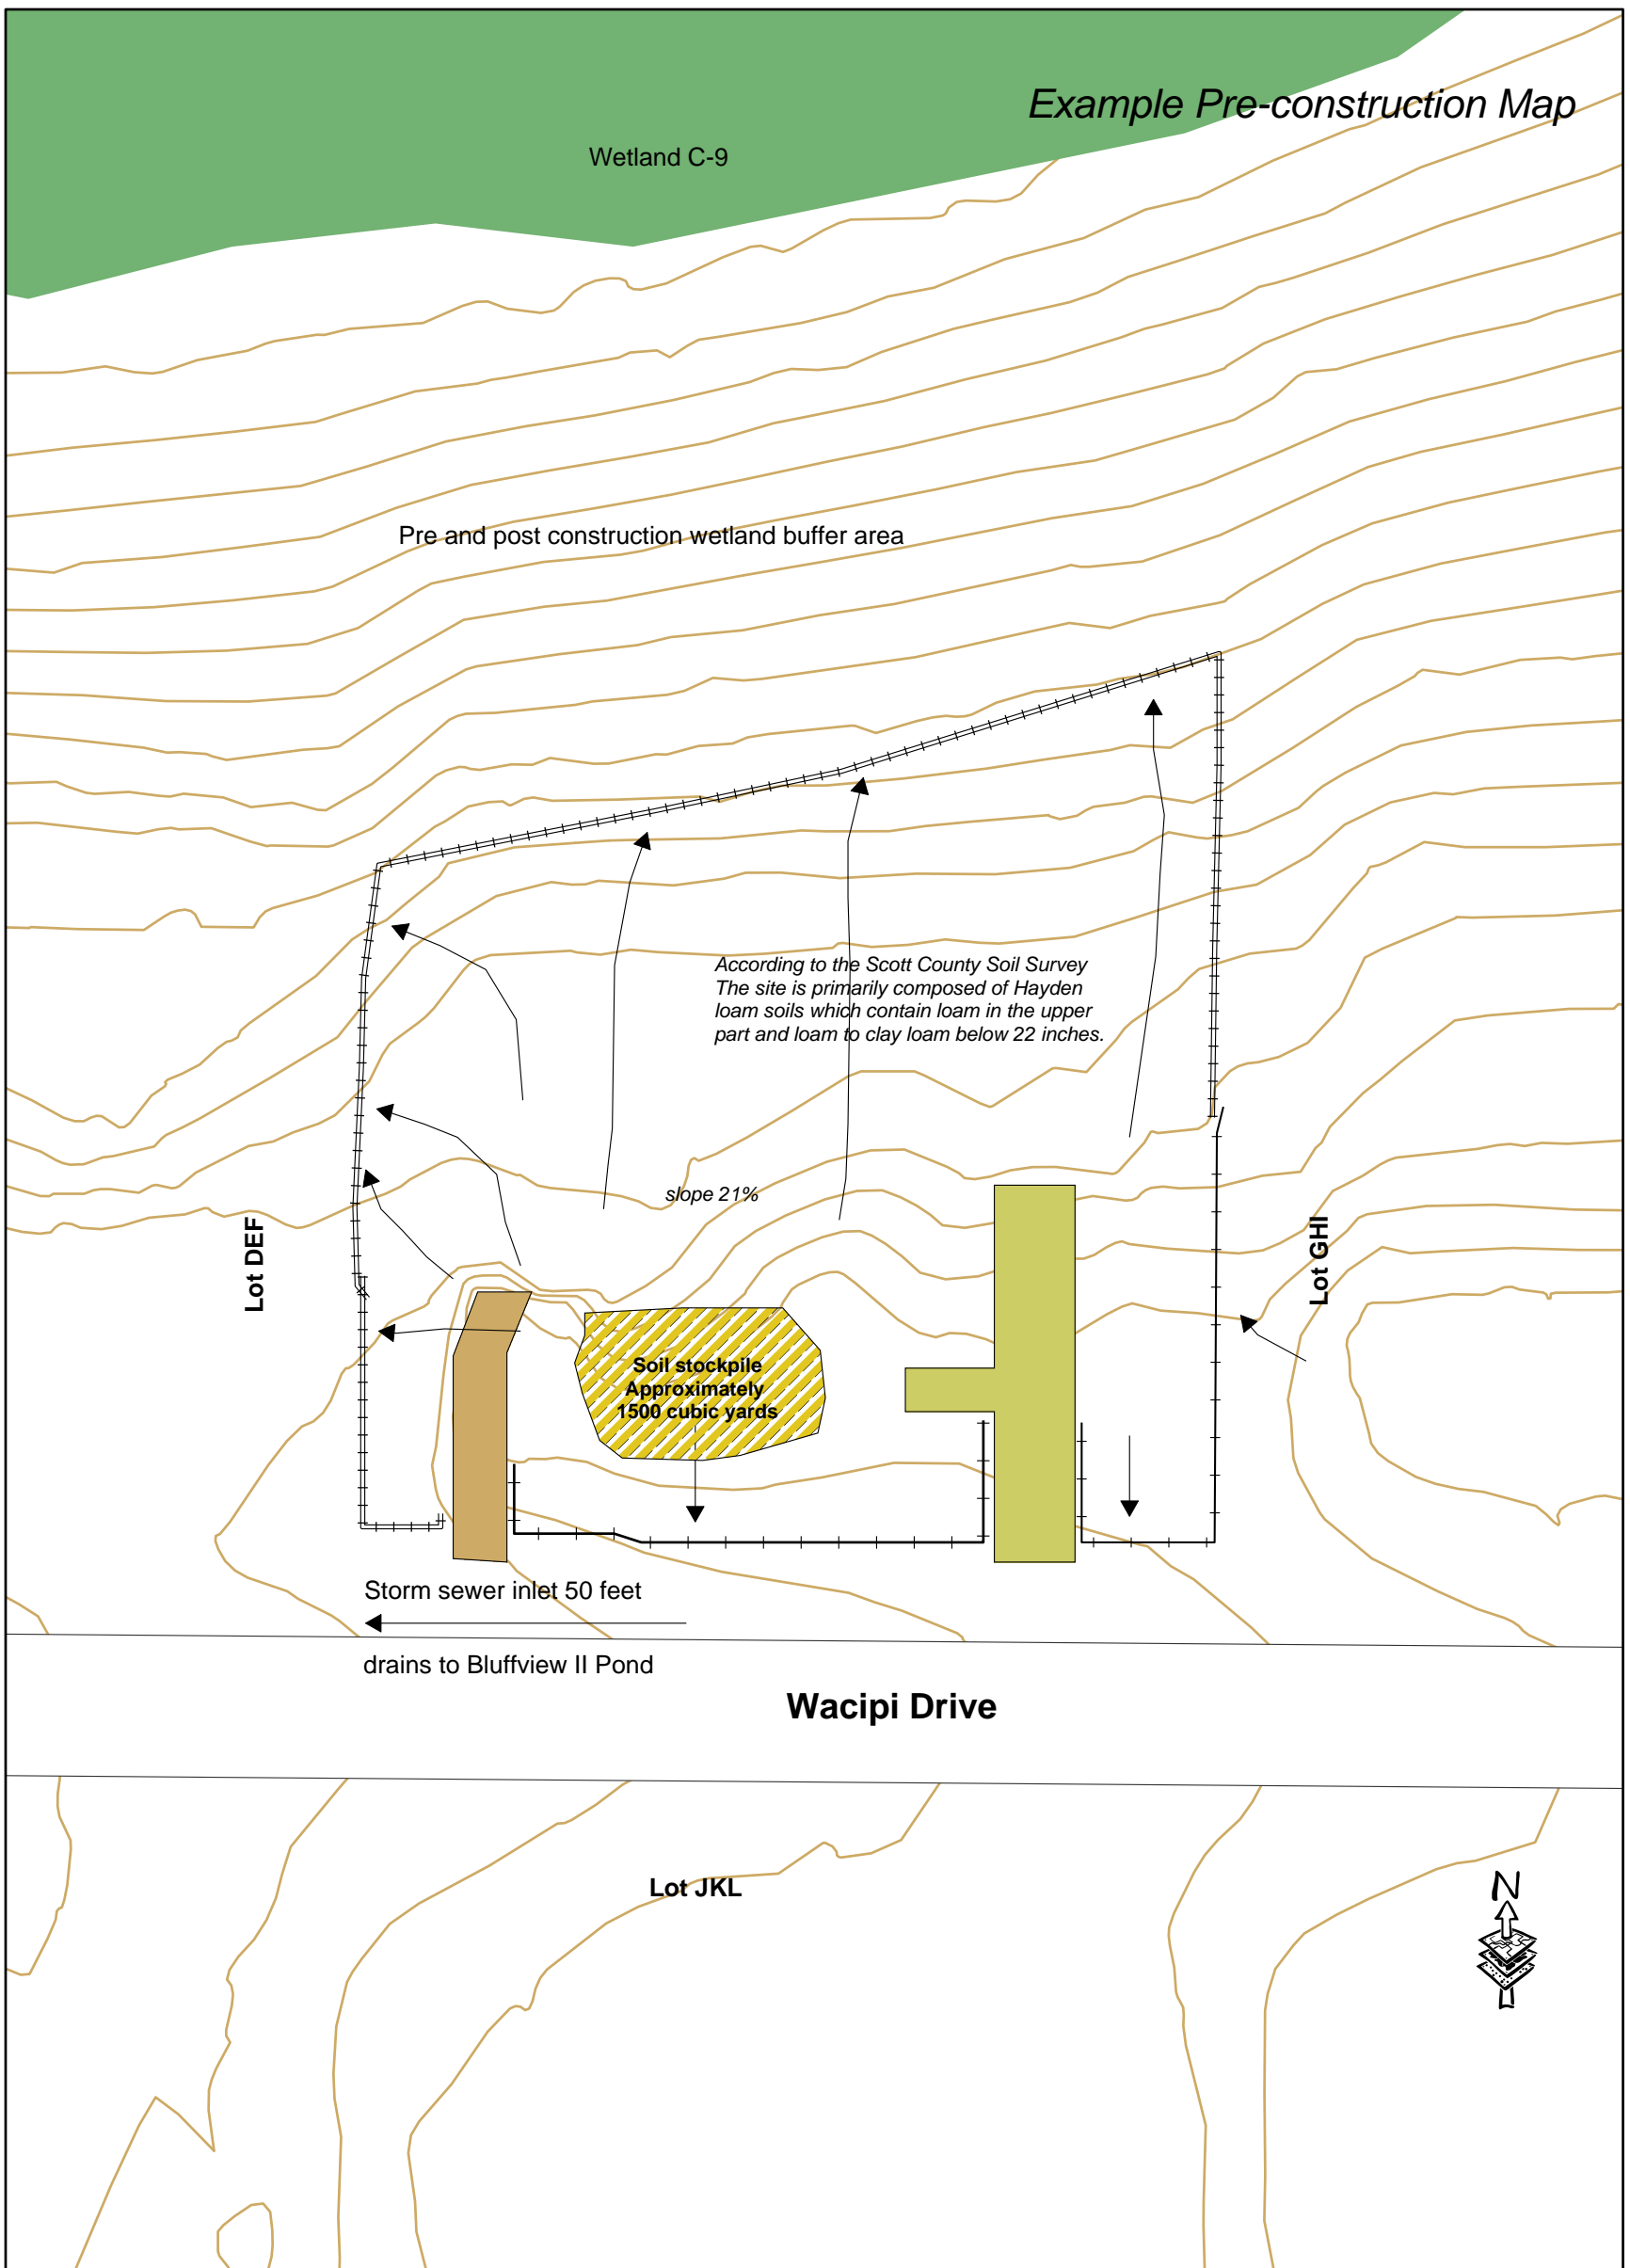 Example Pre-construction Map
Wetland C-9
Pre and post construction wetland buffer area
According to the Scott County Soil Survey
The site is primarily composed of Hayden
loam soils which contain loam in the upper
part and loam to clay loam below 22 inches.
slope 21%
Lot DEF
Lot GHI
Soil stockpile
Approximately
1500 cubic yards
Storm sewer inlet 50 feet
drains to Bluffview II Pond
Wacipi Drive
Lot JKL
N